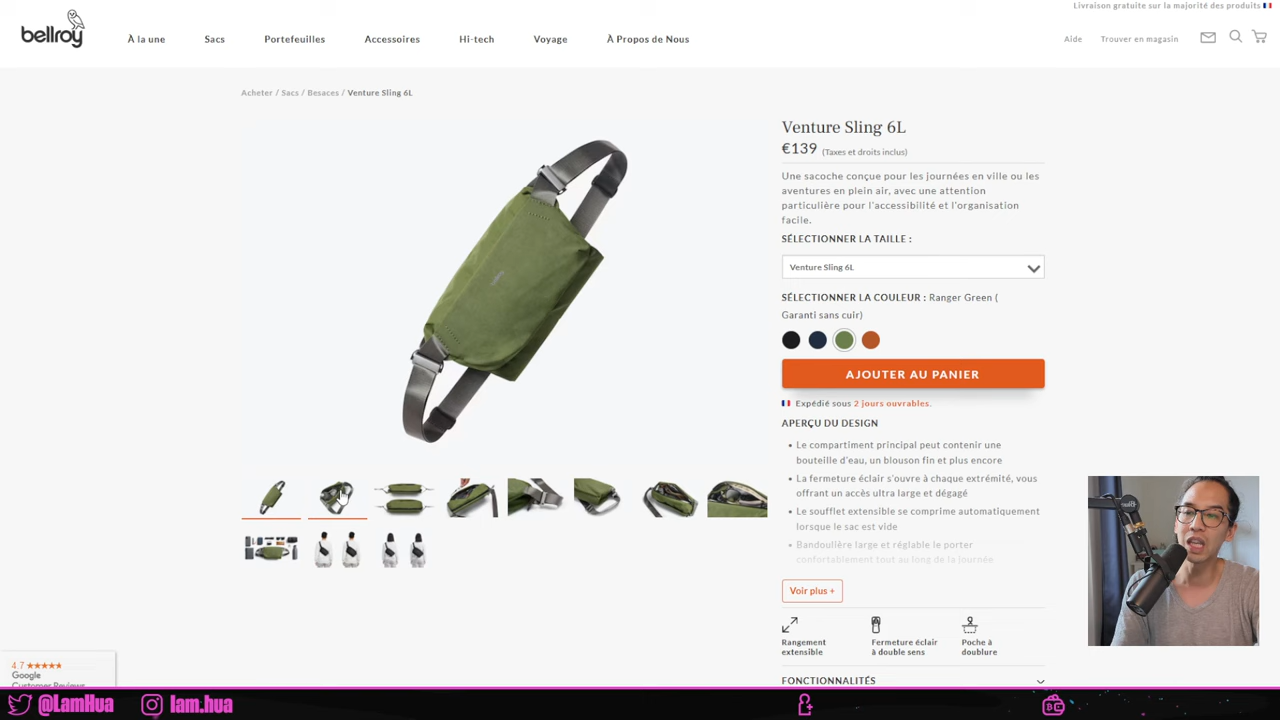 Livraison gratuite sur la majorité des produits
bellroy
À la une
Sacs
Portefeuilles
Accessoires
Hi-tech
Voyage
À Propos de Nous
Aide
Trouver en magasin
Acheter / Sacs / Besaces / Venture Sling 6L
Venture Sling 6L
€139 (Taxes et droits inclus)
Une sacoche conçue pour les journées en ville ou les
aventures en plein air, avec une attention
particulière pour l'accessibilité et l'organisation
facile.
SÉLECTIONNER LA TAILLE :
Venture Sling 6L
SÉLECTIONNER LA COULEUR : Ranger Green (
Garanti sans cuir)
AJOUTER AU PANIER
Expédié sous 2 jours ouvrables.
APERÇU DU DESIGN
• Le compartiment principal peut contenir une
bouteille d'eau, un blouson fin et plus encore
• La fermeture éclair s'ouvre à chaque extrémité, vous
offrant un accès ultra large et dégagé
• Le soufflet extensible se comprime automatiquement
lorsque le sac est vide
• Bandoulière large et réglable le porter
confortablement tout au long de la journée
Voir plus +
Rangement
extensible
Fermeture éclair
à double sens
Poche à
doublure
FONCTIONNALITÉS
4.7 ★★★★★
Google
Customer Reviews
@LamHua
lam.hua